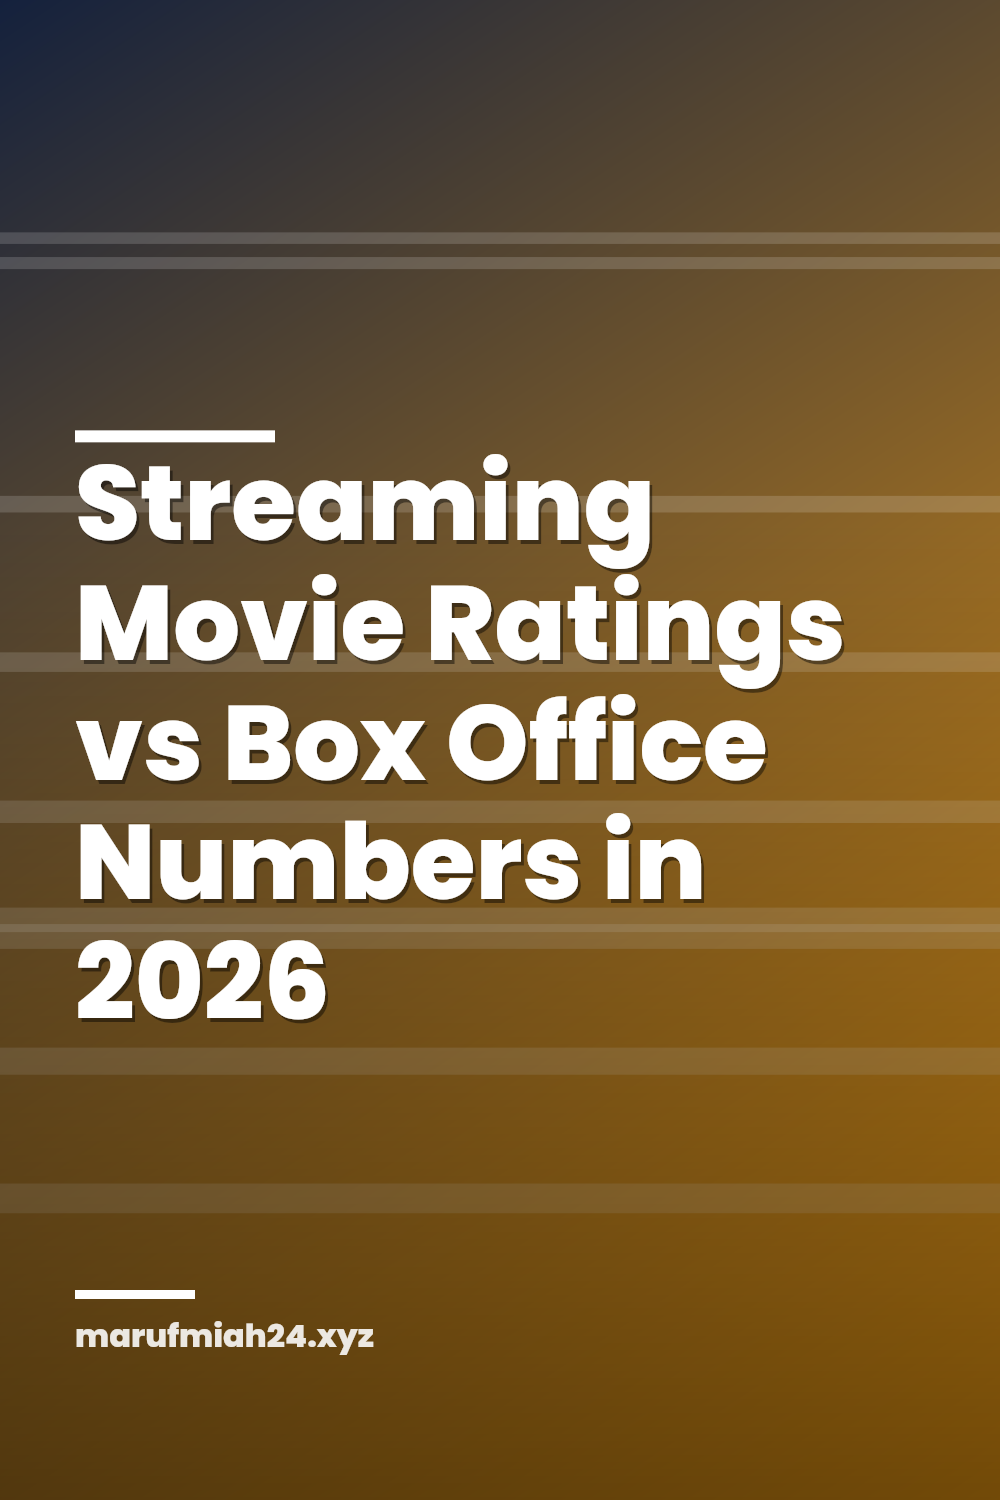 Streaming
Movie Ratings
vs Box Office
Numbers in
2026
marufmiah24.xyz